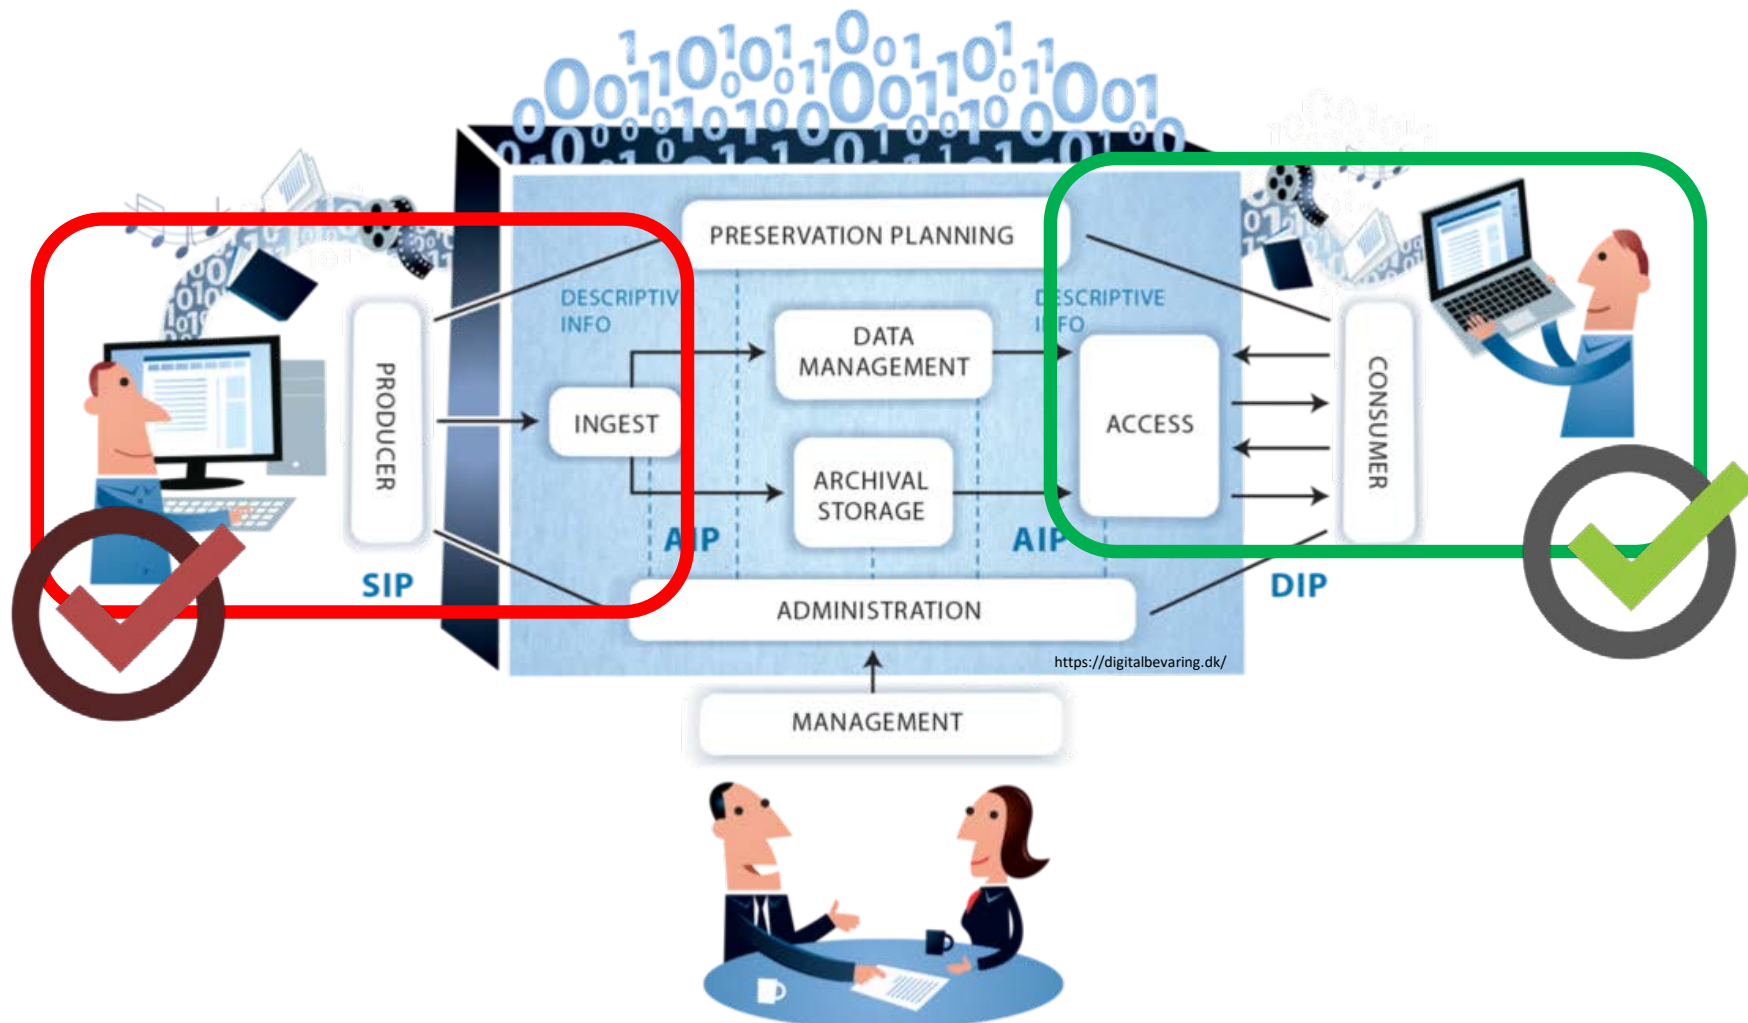 PRESERVATION PLANNING
DESCRIPTIV
INFO
DESCRIPTIVE
INFO
DATA
MANAGEMENT
PRODUCER
INGEST
ACCESS
CONSUMER
ARCHIVAL
STORAGE
AIP
AIP
SIP
DIP
ADMINISTRATION
https://digitalbevaring.dk/
MANAGEMENT